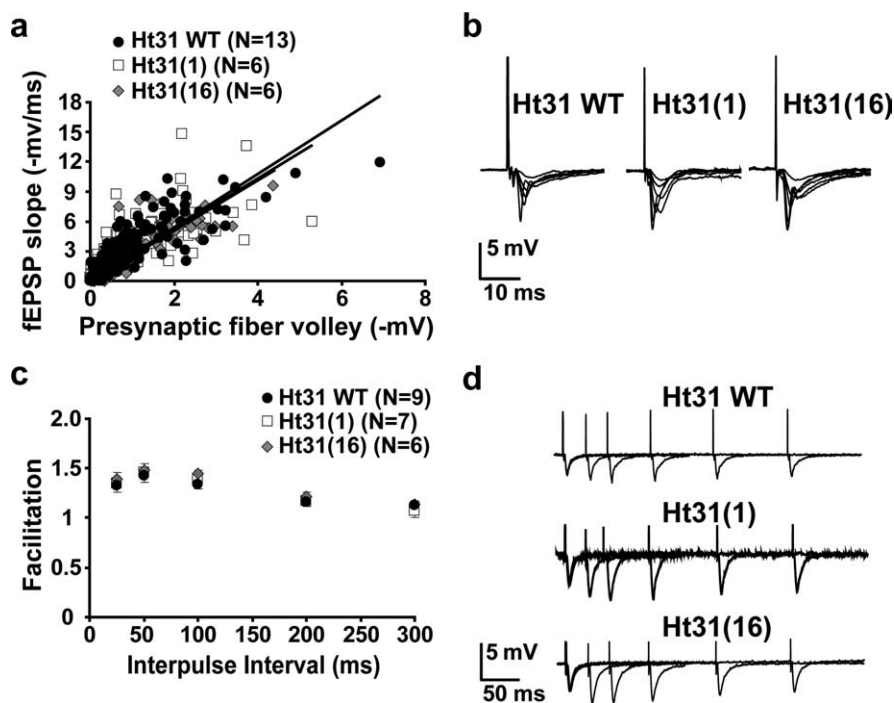 a
Ht31 WT (N=13)
Ht31(1) (N=6)
Ht31(16) (N=6)
fEPSP slope (-mv/ms)
18
15
12
9
6
3
0
0 2 4 6 8
Presynaptic fiber volley (-mV)
b
Ht31 WT Ht31(1) Ht31(16)
5 mV
10 ms
c
Ht31 WT (N=9)
Ht31(1) (N=7)
Ht31(16) (N=6)
Facilitation
2.0
1.5
1
0.5
0
0 50 100 150 200 250 300
Interpulse Interval (ms)
d
Ht31 WT
Ht31(1)
Ht31(16)
5 mV
50 ms